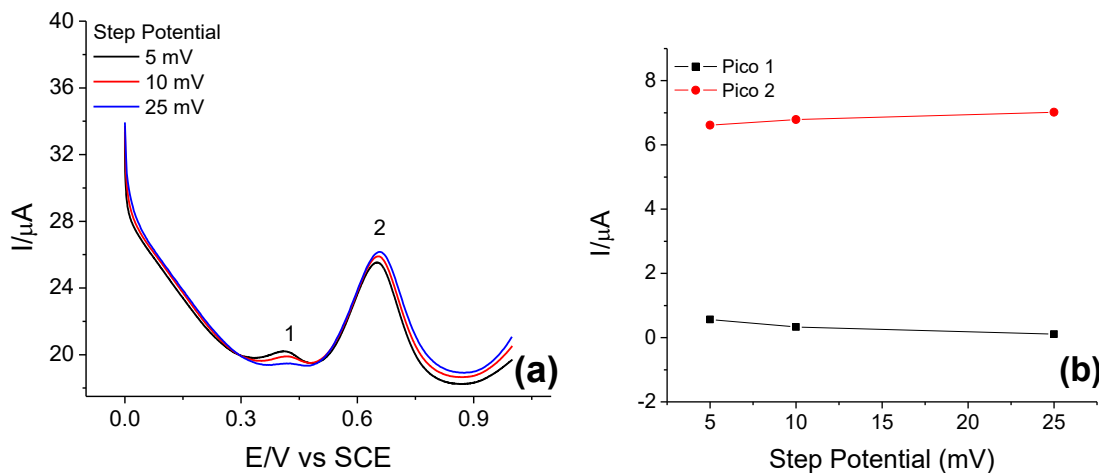 Step Potential
5 mV
10 mV
25 mV
40
36
32
28
24
20
I/μA
1
2
(a)
0.0
0.3
0.6
0.9
E/V vs SCE
Pico 1
Pico 2
8
6
4
2
0
-2
I/μA
(b)
5
10
15
20
25
Step Potential (mV)